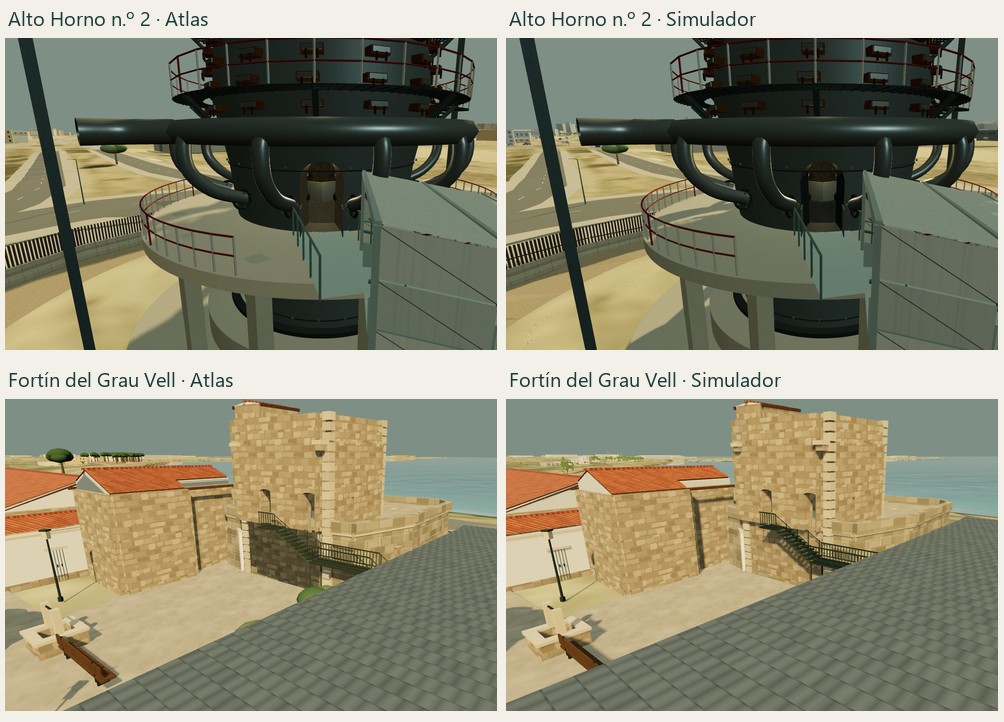 Alto Horno n.º 2 · Atlas
Alto Horno n.º 2 · Simulador
Fortín del Grau Vell · Atlas
Fortín del Grau Vell · Simulador